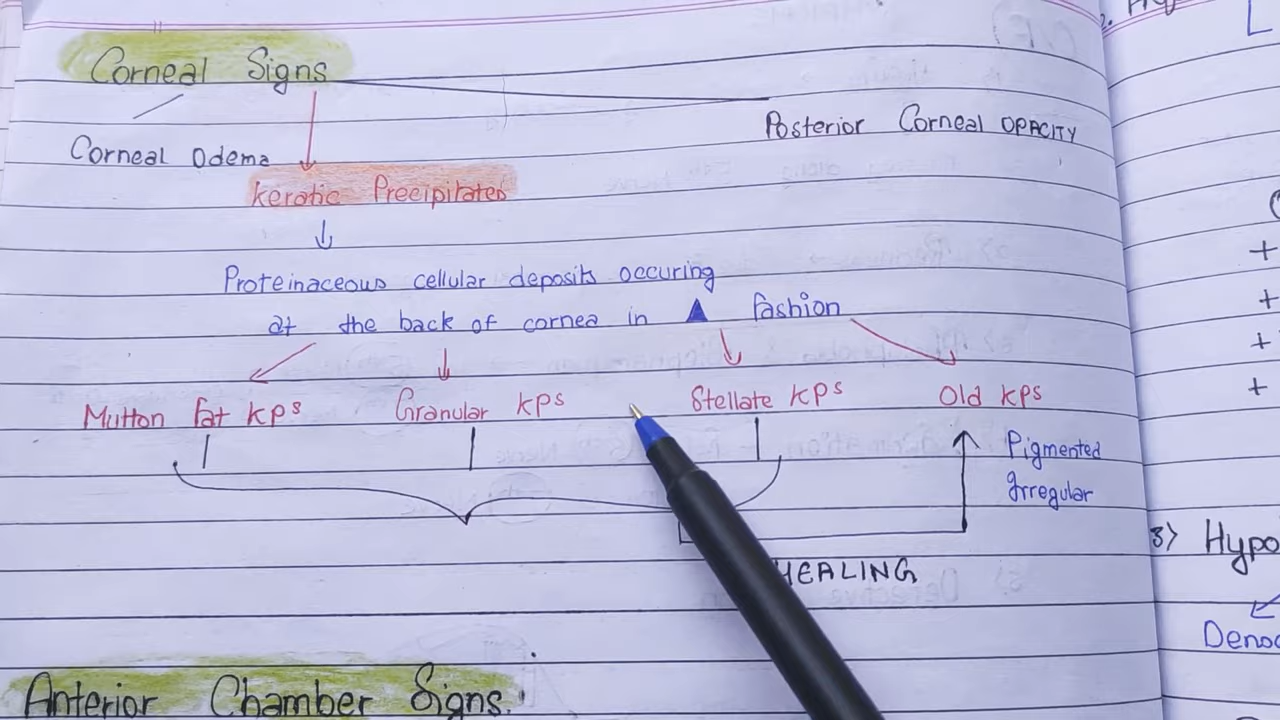 Corneal Signs
Posterior Corneal OPACITY
Corneal Odema
Keratic Precipitates
Proteinaceous cellular deposits occuring
at the back of cornea in ▲ fashion
Mutton fat KPs Granular KPs Stellate KPs Old KPs
Pigmented
Irregular
HEALING
Anterior Chamber Signs.
2.
L
+
+
+
+
3) Hypo
Deno